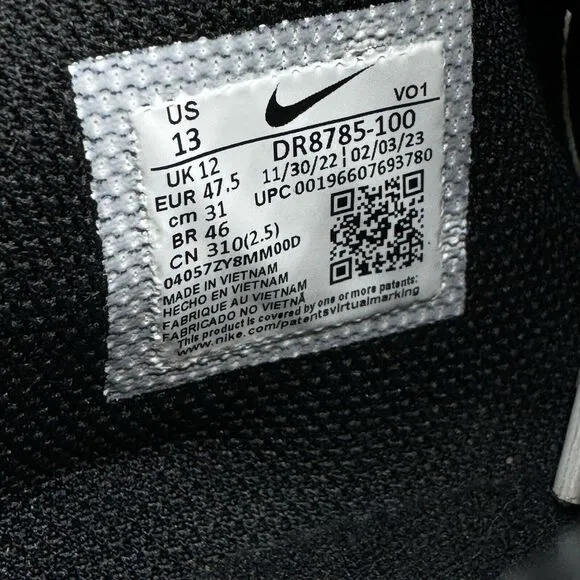 US
13
UK 12
EUR 47.5
cm 31
BR 46
CN 310(2.5)
04057ZY8MM00D
VO1
DR8785-100
11/30/22 | 02/03/23
UPC 00196607693780
MADE IN VIETNAM
HECHO EN VIETNAM
FABRIQUE AU VIETNAM
FABRICADO NO VIETNÃ
This product is covered by one or more patents:
www.nike.com/patentsvirtualmarking